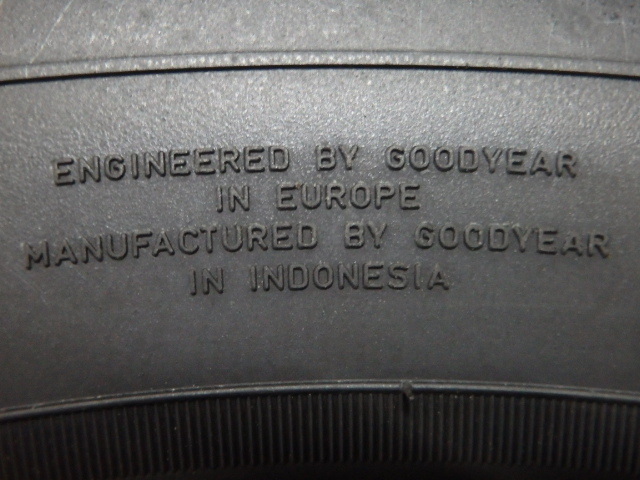 ENGINEERED BY GOODYEAR
IN EUROPE
MANUFACTURED BY GOODYEAR
IN INDONESIA